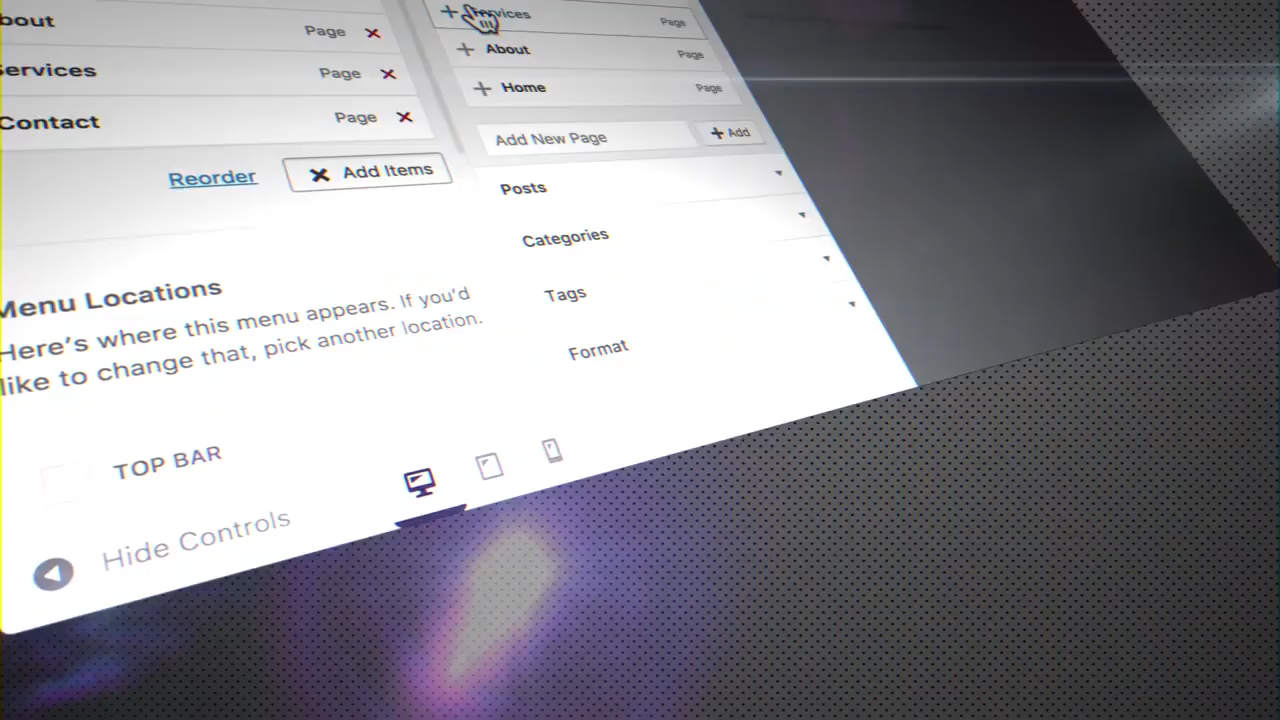 bout Page
ervices Page
Contact Page
Reorder Add Items
Menu Locations
Here's where this menu appears. If you'd
like to change that, pick another location.
TOP BAR
Hide Controls
Services Page
About Page
Home Page
Add New Page Add
Posts
Categories
Tags
Format